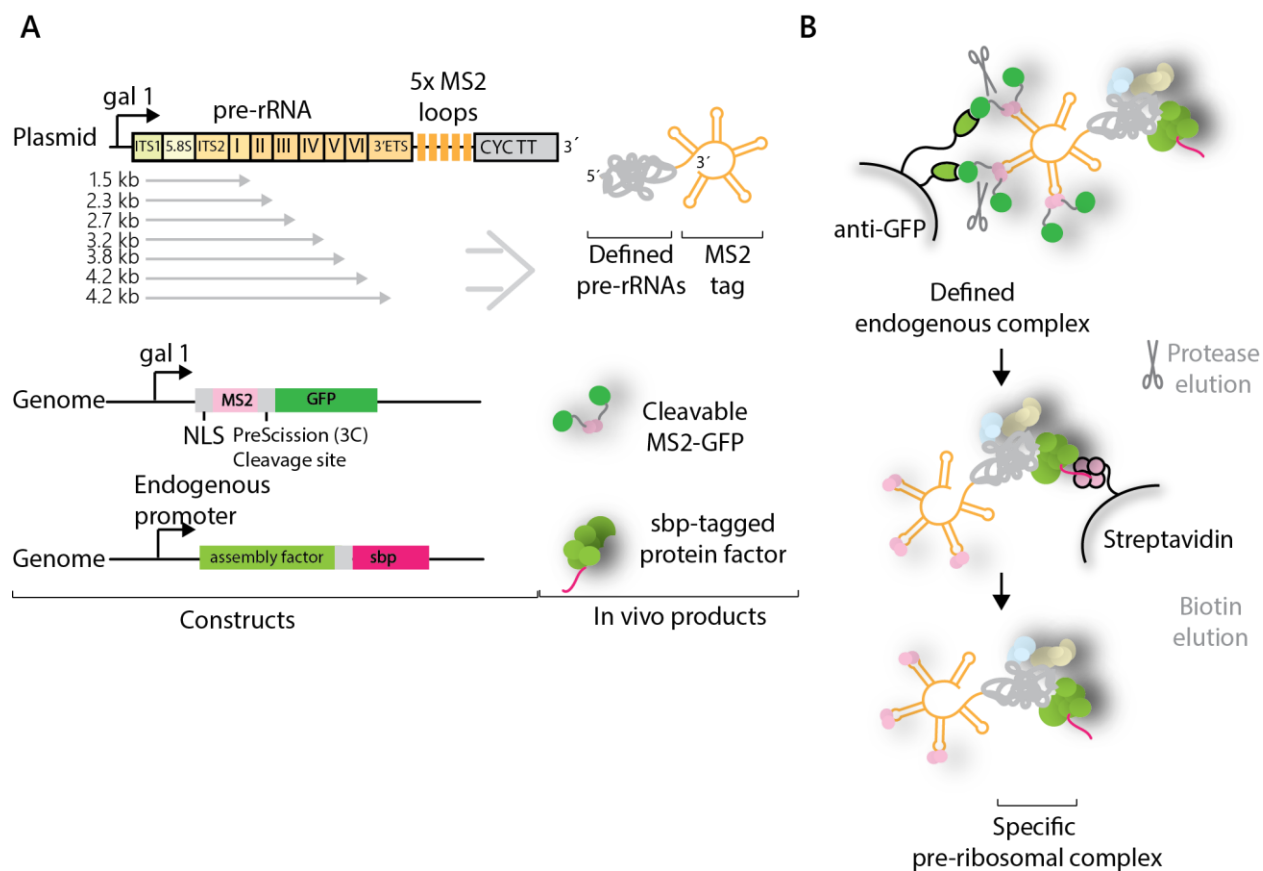 A
gal 1
pre-rRNA
5x MS2
loops
Plasmid
ITS1 5.8S ITS2 I II III IV V VI 3'ETS CYC TT 3´
1.5 kb
2.3 kb
2.7 kb
3.2 kb
3.8 kb
4.2 kb
4.2 kb
5´
3´
Defined
pre-rRNAs
MS2
tag
gal 1
Genome
MS2 GFP
NLS
PreScission (3C)
Cleavage site
Cleavable
MS2-GFP
Endogenous
promoter
Genome
assembly factor sbp
sbp-tagged
protein factor
Constructs
In vivo products
B
anti-GFP
Defined
endogenous complex
Protease
elution
Streptavidin
Biotin
elution
Specific
pre-ribosomal complex